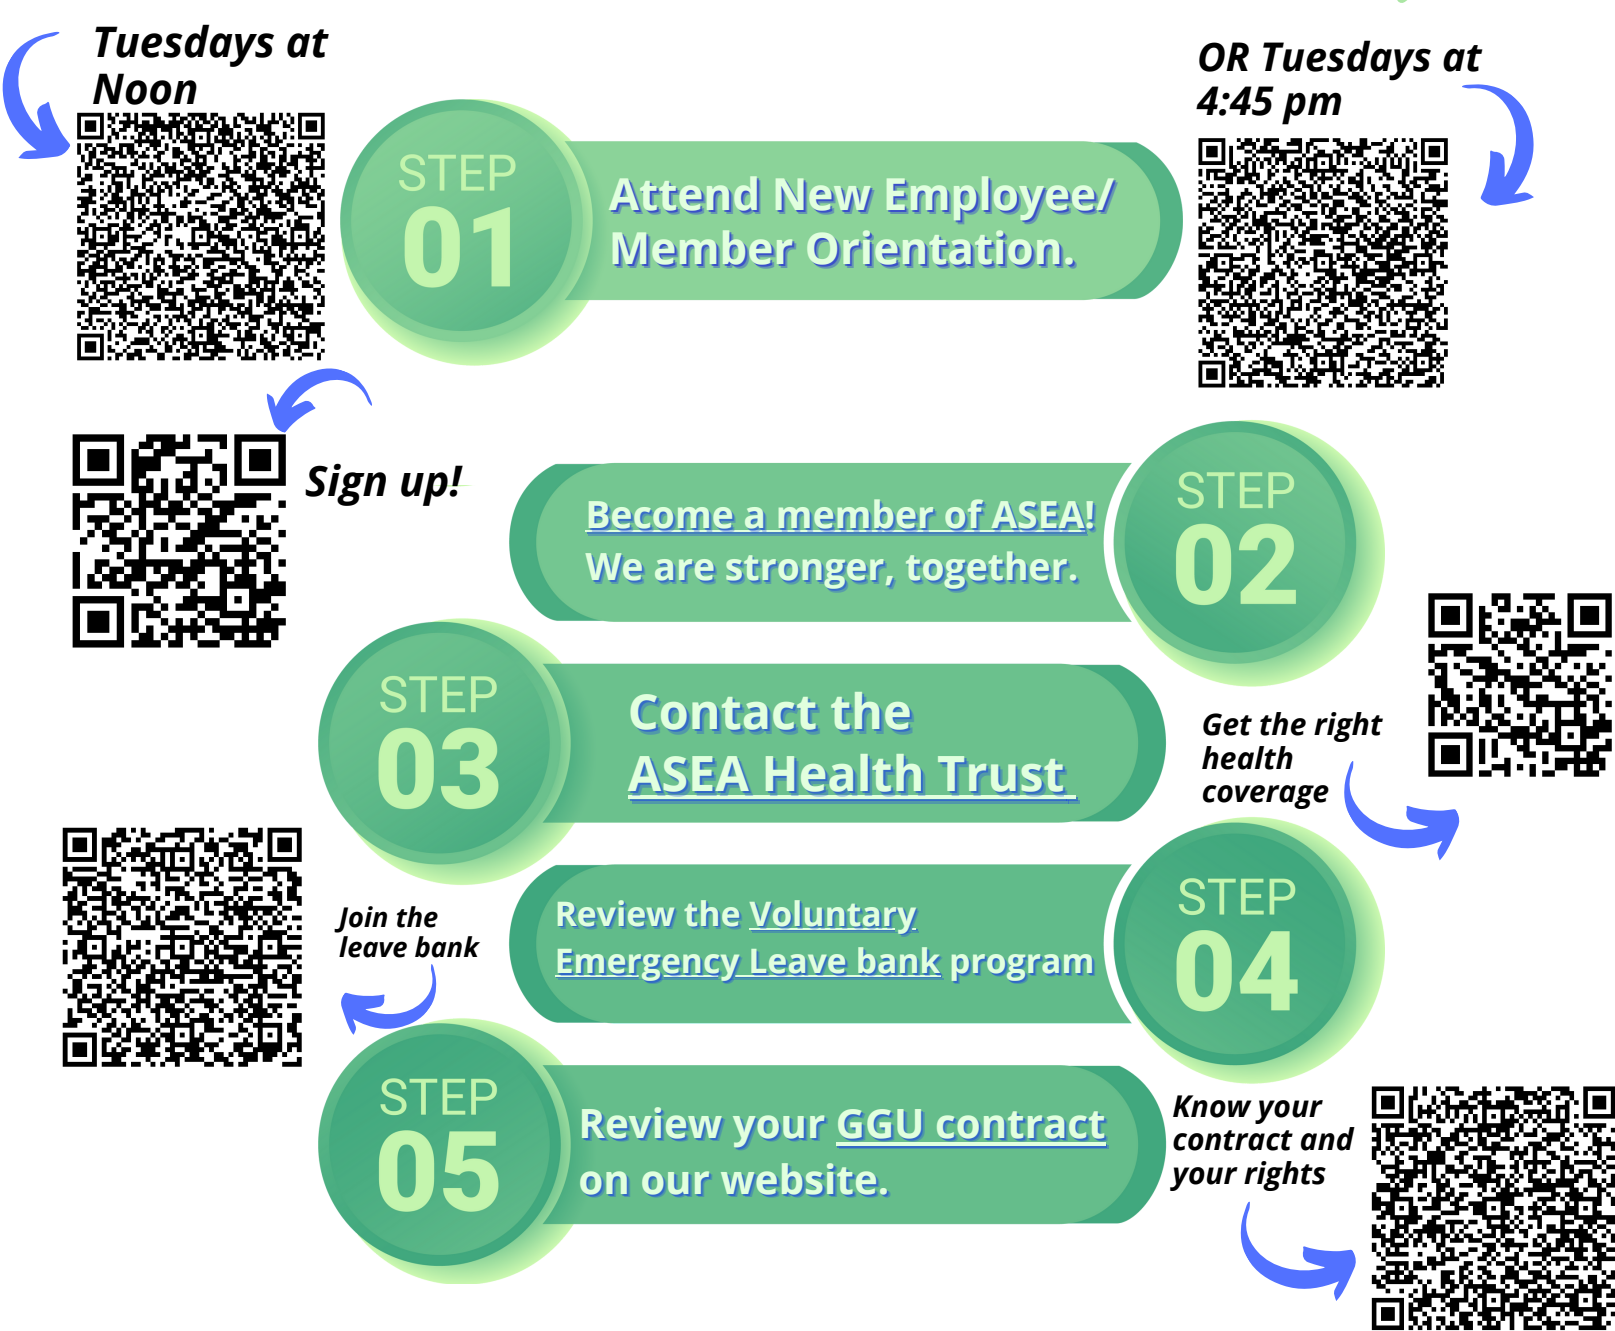 Tuesdays at
Noon
OR Tuesdays at
4:45 pm
STEP
01
Attend New Employee/
Member Orientation.
Sign up!
Become a member of ASEA!
We are stronger, together.
STEP
02
STEP
03
Contact the
ASEA Health Trust
Get the right
health
coverage
Join the
leave bank
Review the Voluntary
Emergency Leave bank program
STEP
04
STEP
05
Review your GGU contract
on our website.
Know your
contract and
your rights